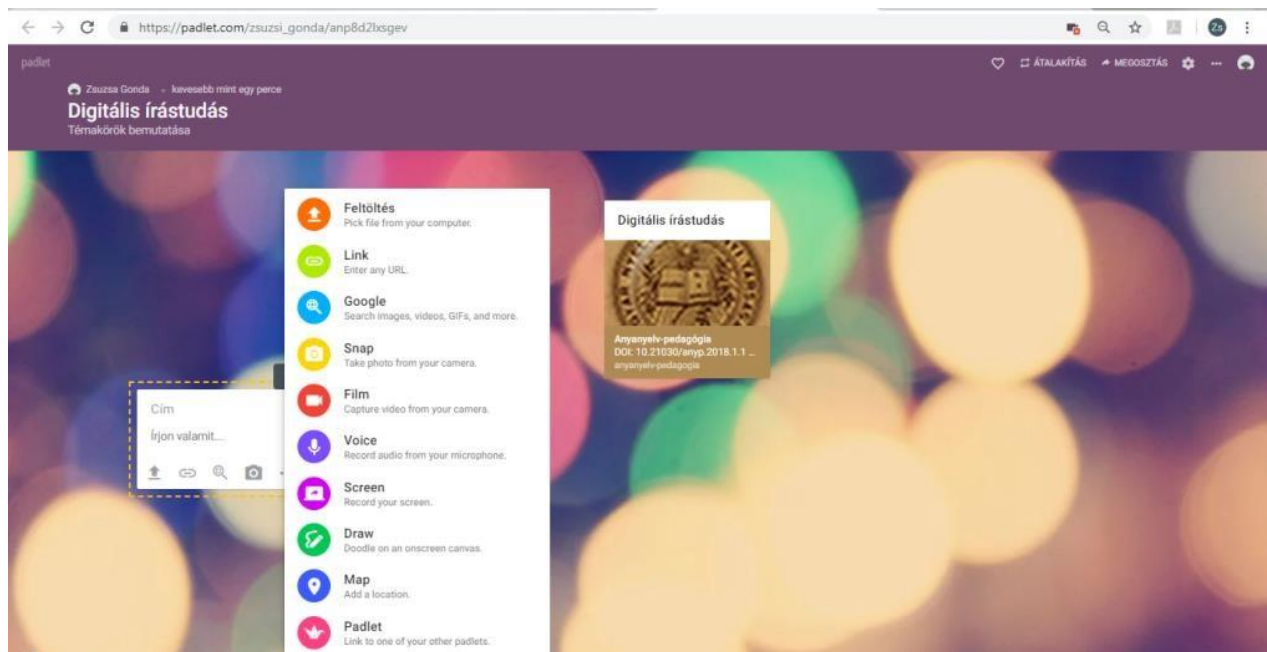 https://padlet.com/zsuzsi_gonda/anp8d2lxsgev
Zs
padlet
ÁTALAKÍTÁS
MEGOSZTÁS
Zsuzsa Gonda - kevesebb mint egy perce
Digitális írástudás
Témakörök bemutatása
Cím
Írjon valamit...
Feltöltés
Pick file from your computer.
Link
Enter any URL.
Google
Search images, videos, GIFs, and more.
Snap
Take photo from your camera.
Film
Capture video from your camera.
Voice
Record audio from your microphone.
Screen
Record your screen.
Draw
Doodle on an onscreen canvas.
Map
Add a location.
Padlet
Link to one of your other padlets.
Digitális írástudás
Anyanyelv-pedagógia
DOI: 10.21030/anyp.2018.1.1 ...
anyanyelv-pedagogia